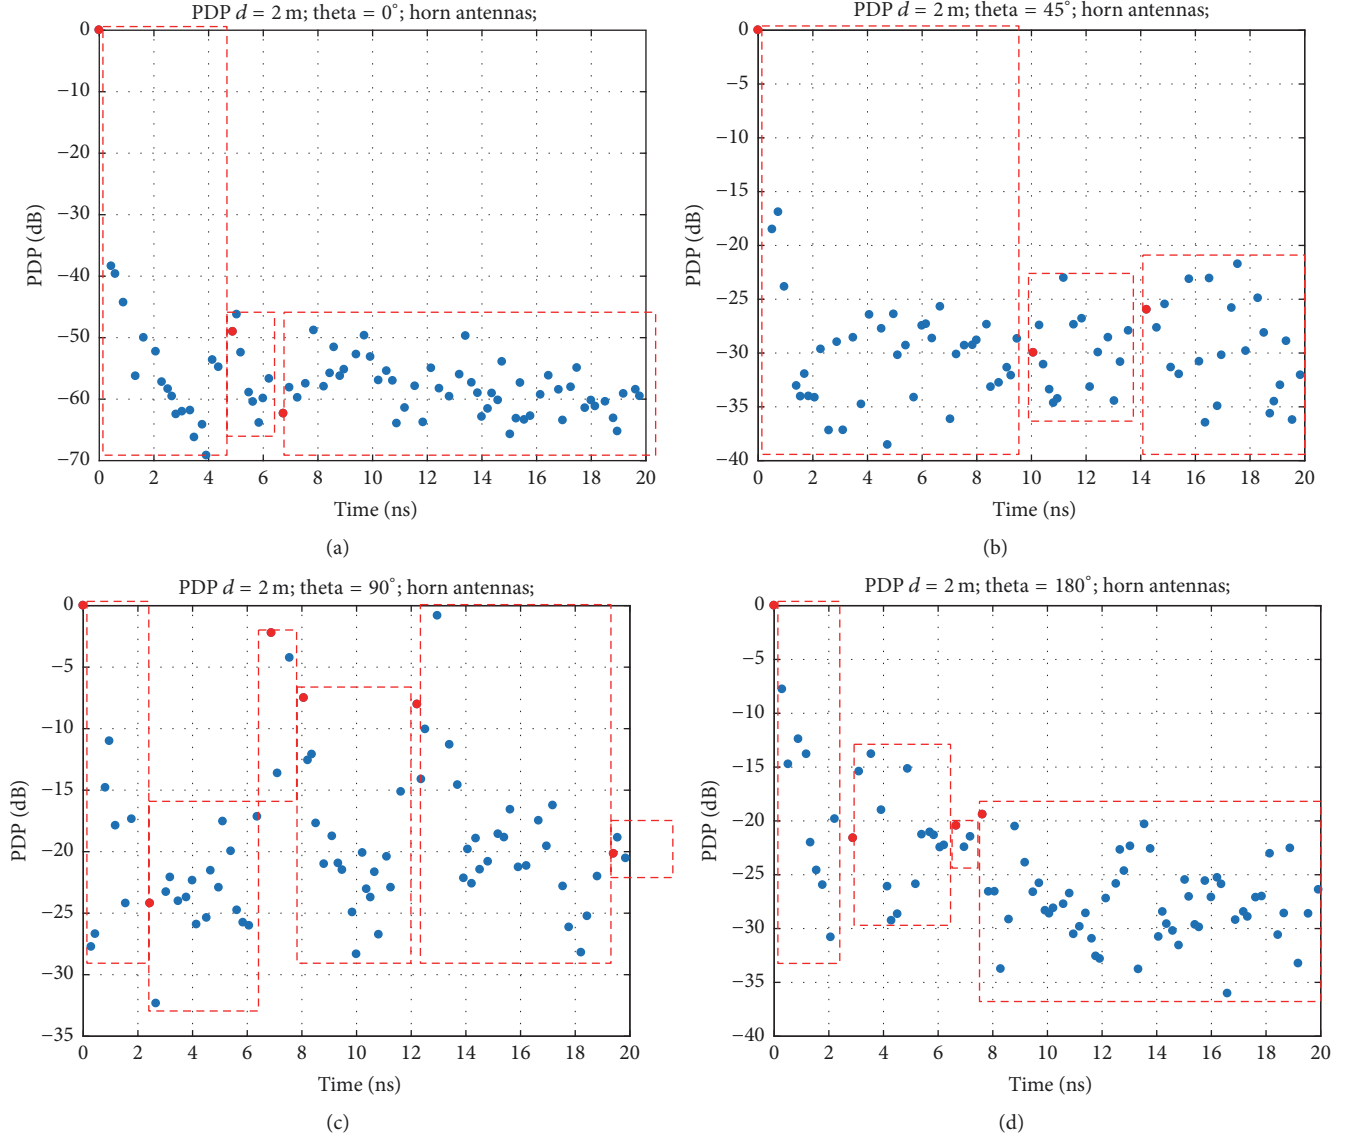 PDP d = 2 m; theta = 0°; horn antennas;
0
−10
−20
−30
−40
−50
−60
−70
PDP (dB)
0 2 4 6 8 10 12 14 16 18 20
Time (ns)
(a)
PDP d = 2 m; theta = 45°; horn antennas;
0
−5
−10
−15
−20
−25
−30
−35
−40
PDP (dB)
0 2 4 6 8 10 12 14 16 18 20
Time (ns)
(b)
PDP d = 2 m; theta = 90°; horn antennas;
0
−5
−10
−15
−20
−25
−30
−35
PDP (dB)
0 2 4 6 8 10 12 14 16 18 20
Time (ns)
(c)
PDP d = 2 m; theta = 180°; horn antennas;
0
−5
−10
−15
−20
−25
−30
−35
−40
PDP (dB)
0 2 4 6 8 10 12 14 16 18 20
Time (ns)
(d)